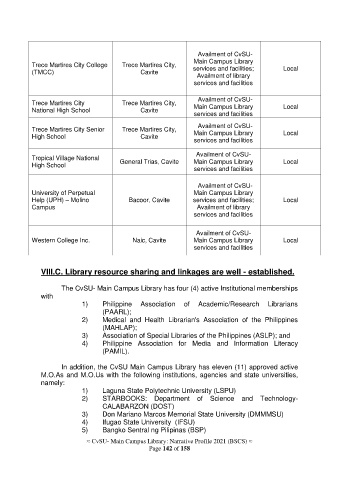 Trece Martires City College
(TMCC)
Trece Martires City,
Cavite
Availment of CvSU-
Main Campus Library
services and facilities;
Availment of library
services and facilities
Local
Trece Martires City
National High School
Trece Martires City,
Cavite
Availment of CvSU-
Main Campus Library
services and facilities
Local
Trece Martires City Senior
High School
Trece Martires City,
Cavite
Availment of CvSU-
Main Campus Library
services and facilities
Local
Tropical Village National
High School
General Trias, Cavite
Availment of CvSU-
Main Campus Library
services and facilities
Local
University of Perpetual
Help (UPH) – Molino
Campus
Bacoor, Cavite
Availment of CvSU-
Main Campus Library
services and facilities;
Availment of library
services and facilities
Local
Western College Inc.
Naic, Cavite
Availment of CvSU-
Main Campus Library
services and facilities
Local
VIII.C. Library resource sharing and linkages are well - established.
The CvSU- Main Campus Library has four (4) active Institutional memberships
with
1) Philippine Association of Academic/Research Librarians
(PAARL);
2) Medical and Health Librarian's Association of the Philippines
(MAHLAP);
3) Association of Special Libraries of the Philippines (ASLP); and
4) Philippine Association for Media and Information Literacy
(PAMIL).
In addition, the CvSU Main Campus Library has eleven (11) approved active
M.O.As and M.O.Us with the following institutions, agencies and state universities,
namely:
1) Laguna State Polytechnic University (LSPU)
2) STARBOOKS: Department of Science and Technology-
CALABARZON (DOST)
3) Don Mariano Marcos Memorial State University (DMMMSU)
4) Ifugao State University (IFSU)
5) Bangko Sentral ng Pilipinas (BSP)
= CvSU- Main Campus Library: Narrative Profile 2021 (BSCS) =
Page 142 of 158